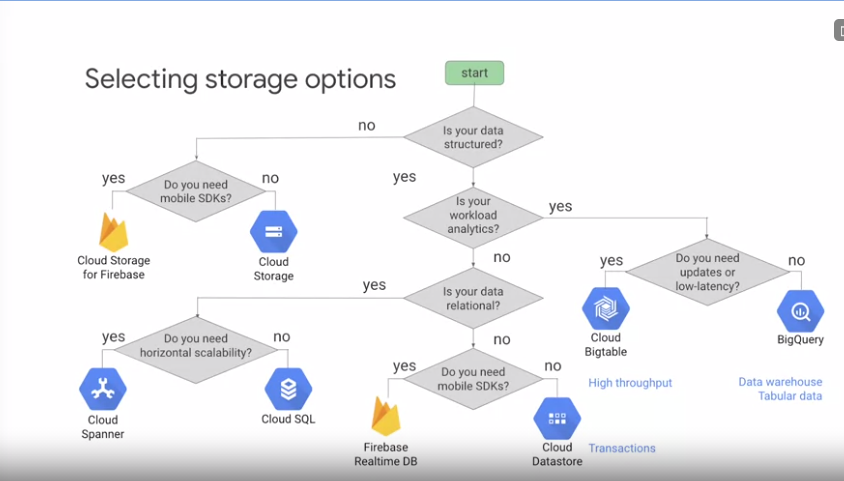 Selecting storage options
start
Is your data
structured?
no
yes
Do you need
mobile SDKs?
yes
no
Cloud Storage
for Firebase
Cloud
Storage
Is your
workload
analytics?
yes
no
Do you need
updates or
low-latency?
yes
no
Cloud
Bigtable
BigQuery
High throughput
Data warehouse
Tabular data
Is your data
relational?
yes
no
Do you need
horizontal scalability?
yes
no
Cloud
Spanner
Cloud SQL
Do you need
mobile SDKs?
yes
no
Firebase
Realtime DB
Cloud
Datastore
Transactions